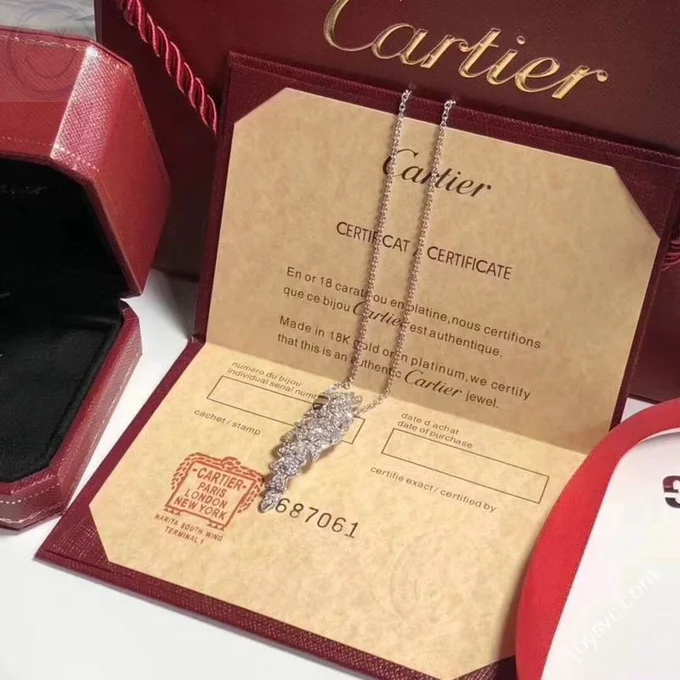 Cartier
Cartier
CERTIFICAT / CERTIFICATE
En or 18 carats ou en platine, nous certifions
que ce bijou Cartier est authentique.
Made in 18K gold or in platinum, we certify
that this is an authentic Cartier jewel.
numéro du bijou
individual serial number
date d achat
date of purchase
cachet / stamp
certifié exact / certified by
-CARTIER-
PARIS
LONDON
NEW YORK
NARITA SOUTH WING
TERMINAL 1
687061
joysvc.com